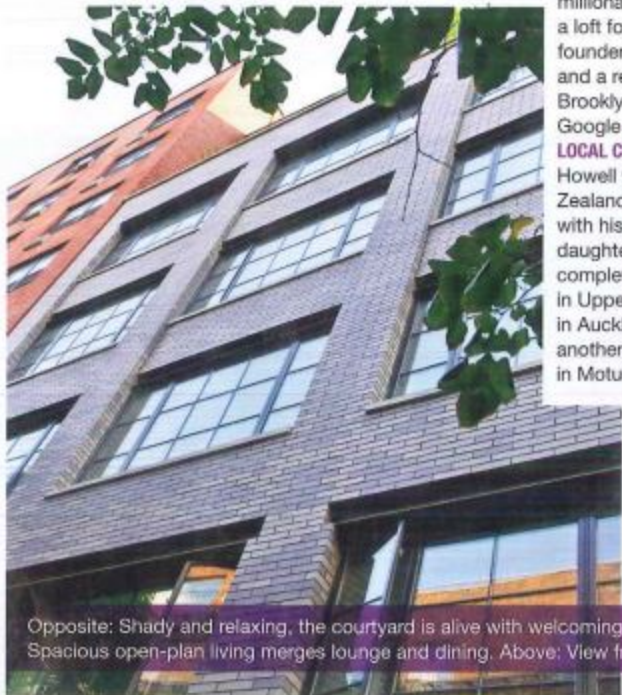 milliona
a loft fo
founder
and a re
Brookly
Google
LOCAL C
Howell
Zealand
with his
daughte
comple
in Uppe
in Auckl
another
in Motu
Opposite: Shady and relaxing, the courtyard is alive with welcoming
Spacious open-plan living merges lounge and dining. Above: View f